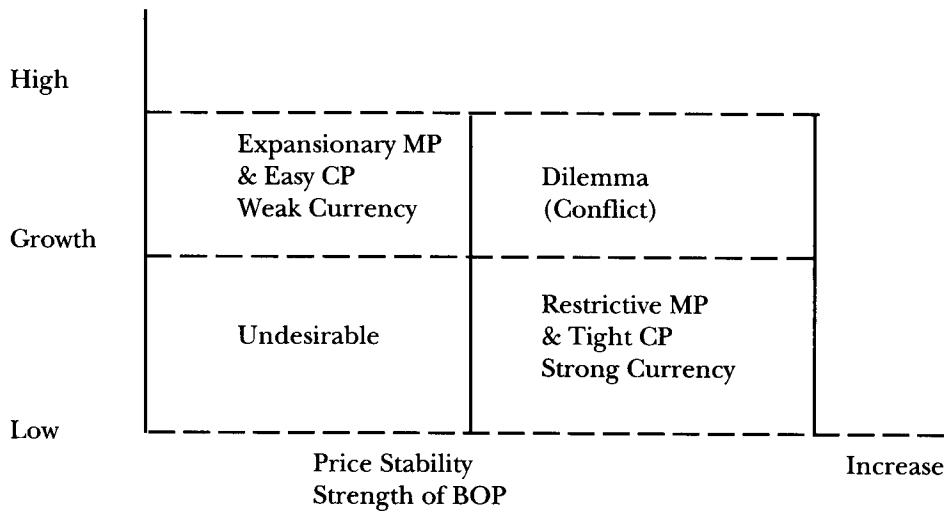 High
Expansionary MP
& Easy CP
Weak Currency
Dilemma
(Conflict)
Growth
Undesirable
Restrictive MP
& Tight CP
Strong Currency
Low
Price Stability
Strength of BOP
Increase